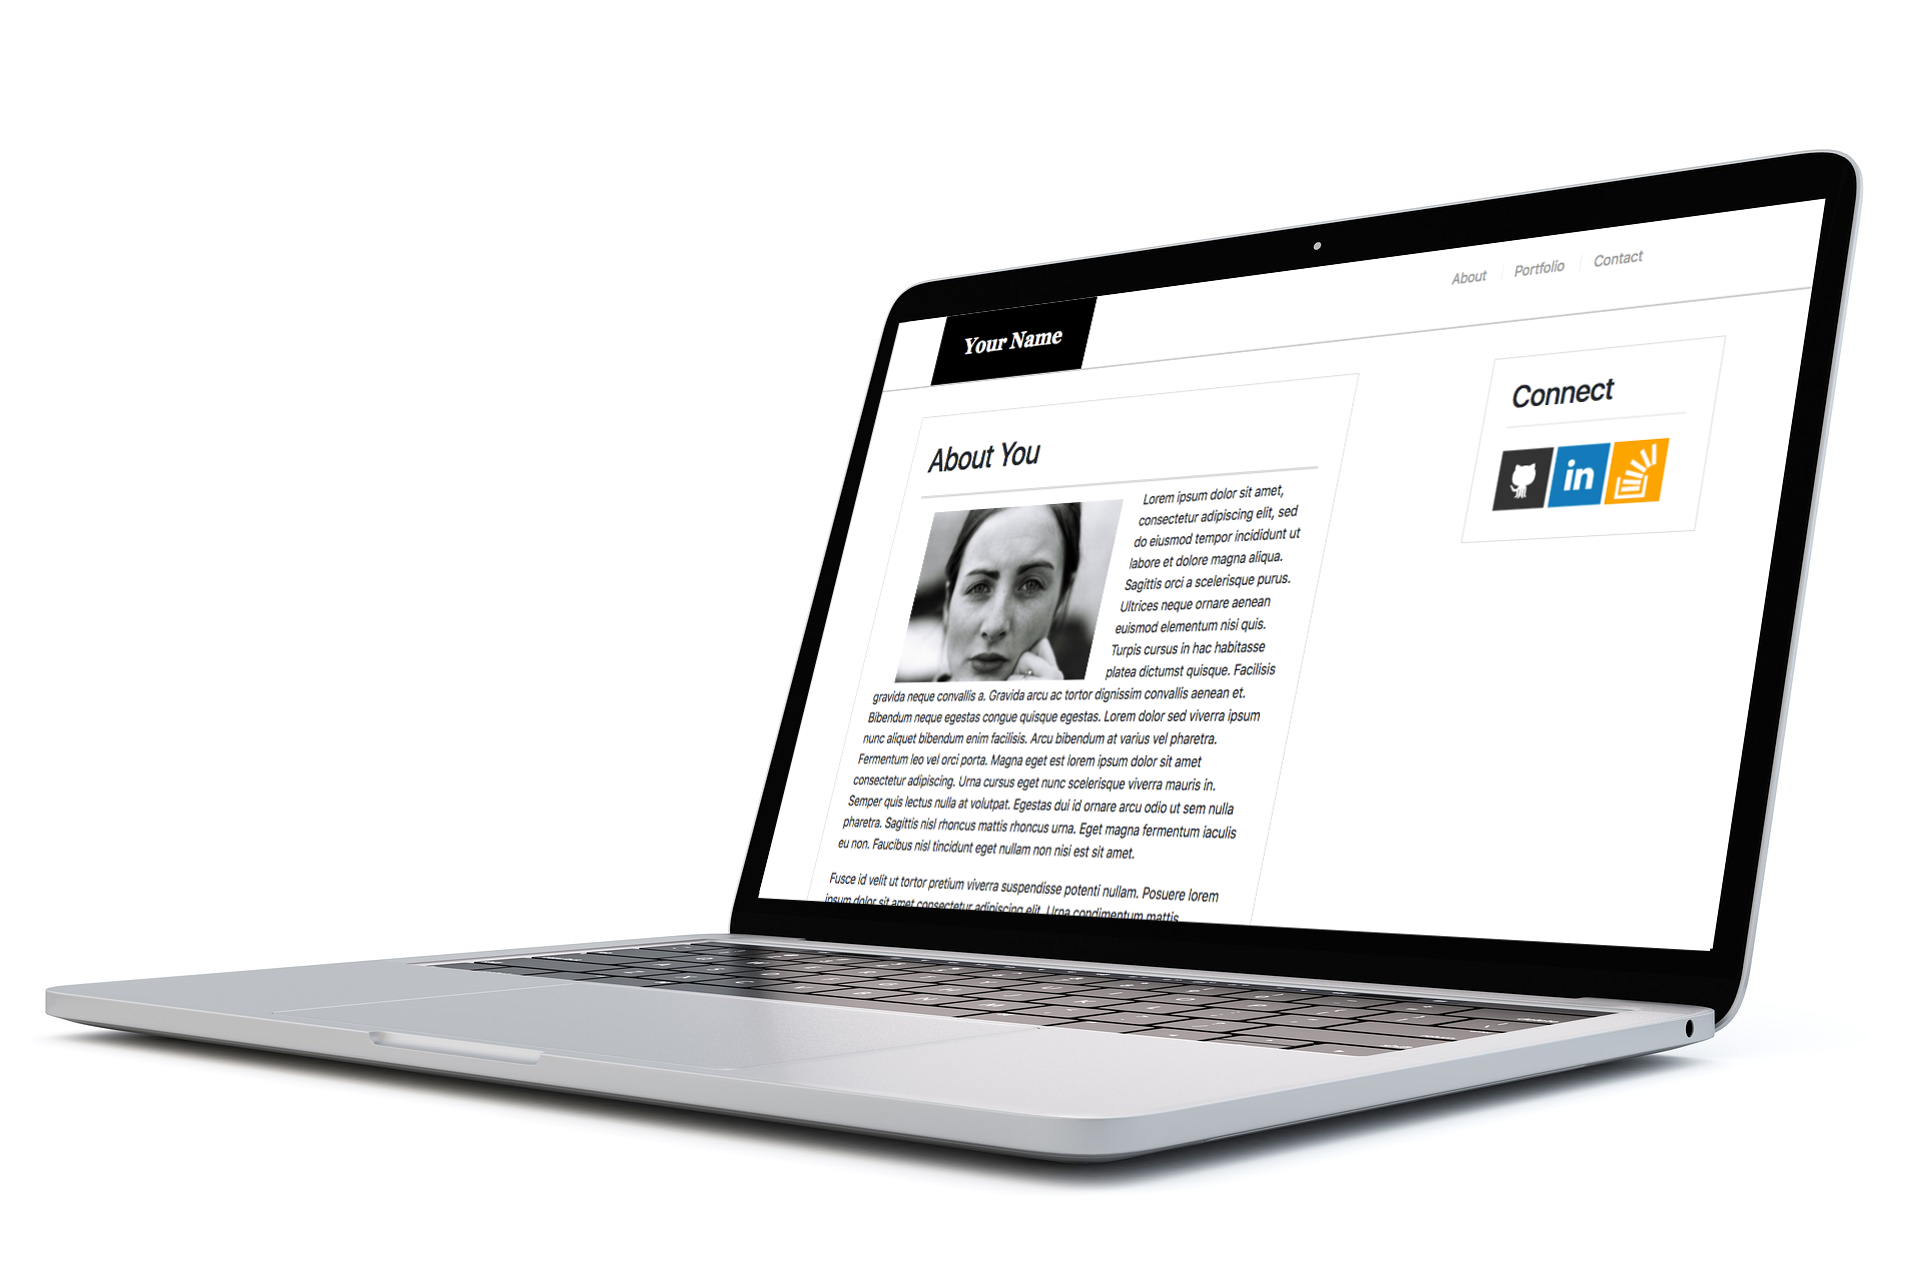 Your Name
About
Portfolio
Contact
About You
Lorem ipsum dolor sit amet,
consectetur adipiscing elit, sed
do eiusmod tempor incididunt ut
labore et dolore magna aliqua.
Sagittis orci a scelerisque purus.
Ultrices neque ornare aenean
euismod elementum nisi quis.
Turpis cursus in hac habitasse
platea dictumst quisque. Facilisis
gravida neque convallis a. Gravida arcu ac tortor dignissim convallis aenean et.
Bibendum neque egestas congue quisque egestas. Lorem dolor sed viverra ipsum
nunc aliquet bibendum enim facilisis. Arcu bibendum at varius vel pharetra.
Fermentum leo vel orci porta. Magna eget est lorem ipsum dolor sit amet
consectetur adipiscing. Urna cursus eget nunc scelerisque viverra mauris in.
Semper quis lectus nulla at volutpat. Egestas dui id ornare arcu odio ut sem nulla
pharetra. Sagittis nisl rhoncus mattis rhoncus urna. Eget magna fermentum iaculis
eu non. Faucibus nisl tincidunt eget nullam non nisi est sit amet.
Fusce id velit ut tortor pretium viverra suspendisse potenti nullam. Posuere lorem
ipsum dolor sit amet consectetur adipiscing elit. Urna condimentum mattis
Connect
in